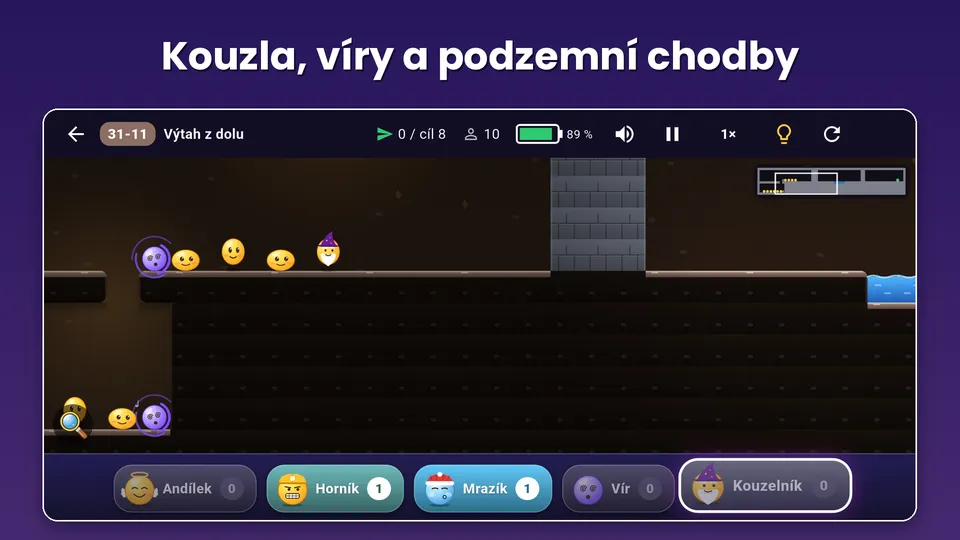 Kouzla, víry a podzemní chodby
31-11 Výtah z dolu 0 / cíl 8 10 89 % 1×
Andílek 0 Horník 1 Mrazík 1 Vír 0 Kouzelník 0